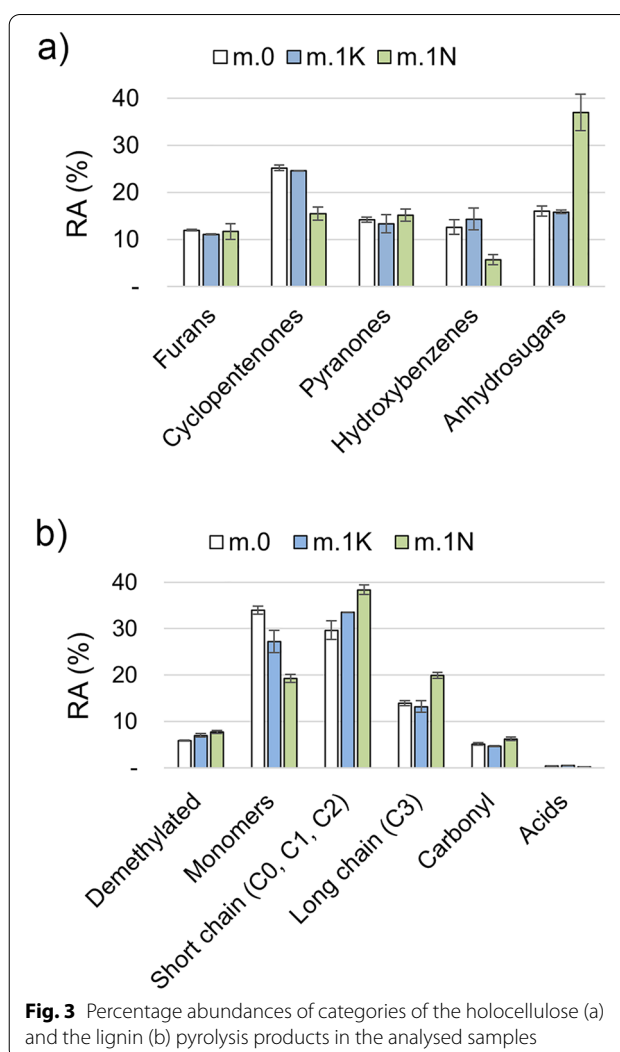 a)
m.0 m.1K m.1N
RA (%)
40
30
20
10
-
Furans
Cyclopentenones
Pyranones
Hydroxybenzenes
Anhydrosugars
b)
m.0 m.1K m.1N
RA (%)
40
30
20
10
-
Demethylated
Monomers
Short chain (C0, C1, C2)
Long chain (C3)
Carbonyl
Acids
Fig. 3 Percentage abundances of categories of the holocellulose (a)
and the lignin (b) pyrolysis products in the analysed samples